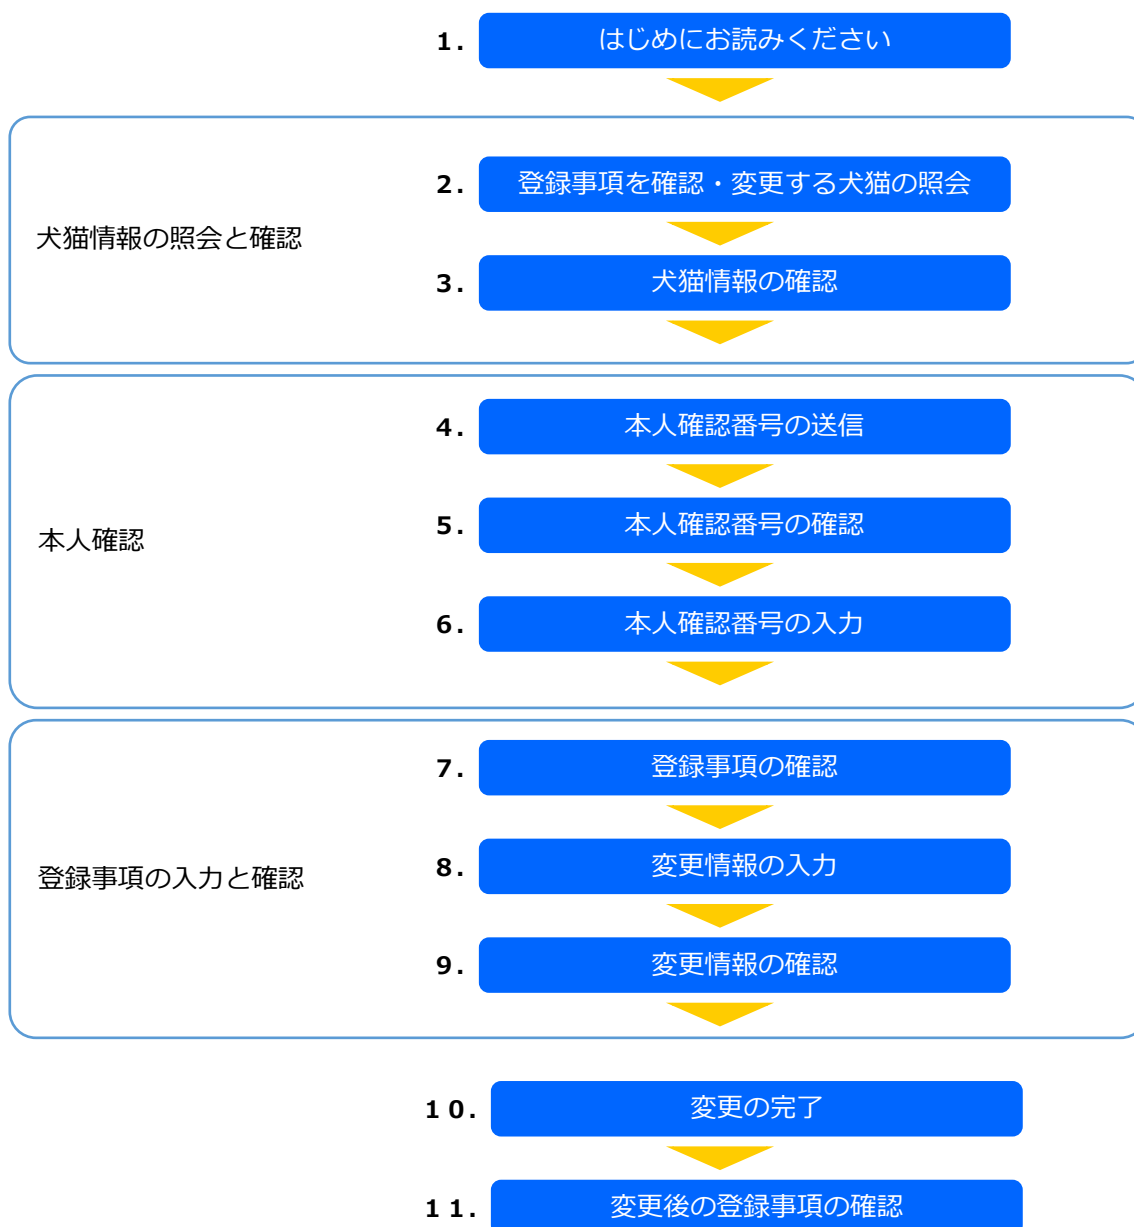 1. はじめにお読みください
犬猫情報の照会と確認
2. 登録事項を確認・変更する犬猫の照会
3. 犬猫情報の確認
本人確認
4. 本人確認番号の送信
5. 本人確認番号の確認
6. 本人確認番号の入力
登録事項の入力と確認
7. 登録事項の確認
8. 変更情報の入力
9. 変更情報の確認
10. 変更の完了
11. 変更後の登録事項の確認